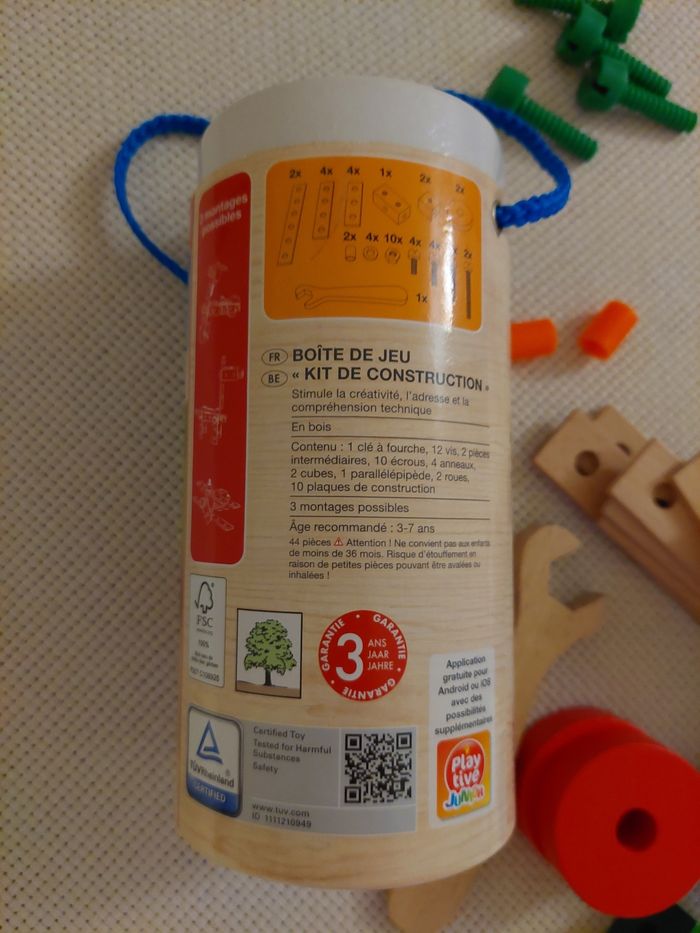 3 montages
possibles
2x 4x 4x 1x 2x 2x
2x 4x 10x 4x 4x 2x
1x
FR BOÎTE DE JEU
BE « KIT DE CONSTRUCTION »
Stimule la créativité, l'adresse et la
compréhension technique
En bois
Contenu : 1 clé à fourche, 12 vis, 2 pièces
intermédiaires, 10 écrous, 4 anneaux,
2 cubes, 1 parallélépipède, 2 roues,
10 plaques de construction
3 montages possibles
Âge recommandé : 3-7 ans
44 pièces ⚠ Attention ! Ne convient pas aux enfants
de moins de 36 mois. Risque d'étouffement en
raison de petites pièces pouvant être avalées ou
inhalées !
FSC
100%
GARANTIE • GARANTIE • GARANTIE
3 ANS
JAAR
JAHRE
Application
gratuite pour
Android ou iOS
avec des
possibilités
supplémentaires
Play
tive
JUNIOR
TÜVRheinland
CERTIFIED
Certified Toy
Tested for Harmful
Substances
Safety
www.tuv.com
ID 1111210949